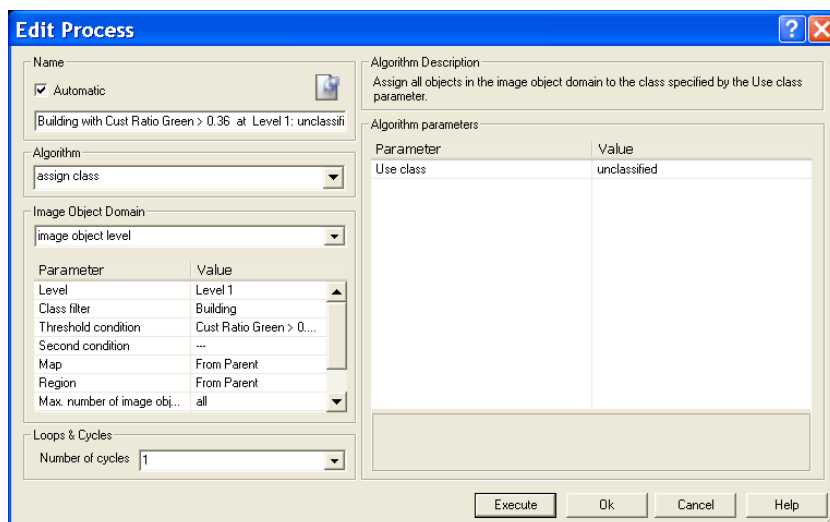 Edit Process
Name
Automatic
Building with Cust Ratio Green > 0.36 at Level 1: unclassifi
Algorithm
assign class
Image Object Domain
image object level
Parameter Value
Level Level 1
Class filter Building
Threshold condition Cust Ratio Green > 0....
Second condition ---
Map From Parent
Region From Parent
Max. number of image obj... all
Loops & Cycles
Number of cycles 1
Algorithm Description
Assign all objects in the image object domain to the class specified by the Use class
parameter.
Algorithm parameters
Parameter Value
Use class unclassified
Execute Ok Cancel Help